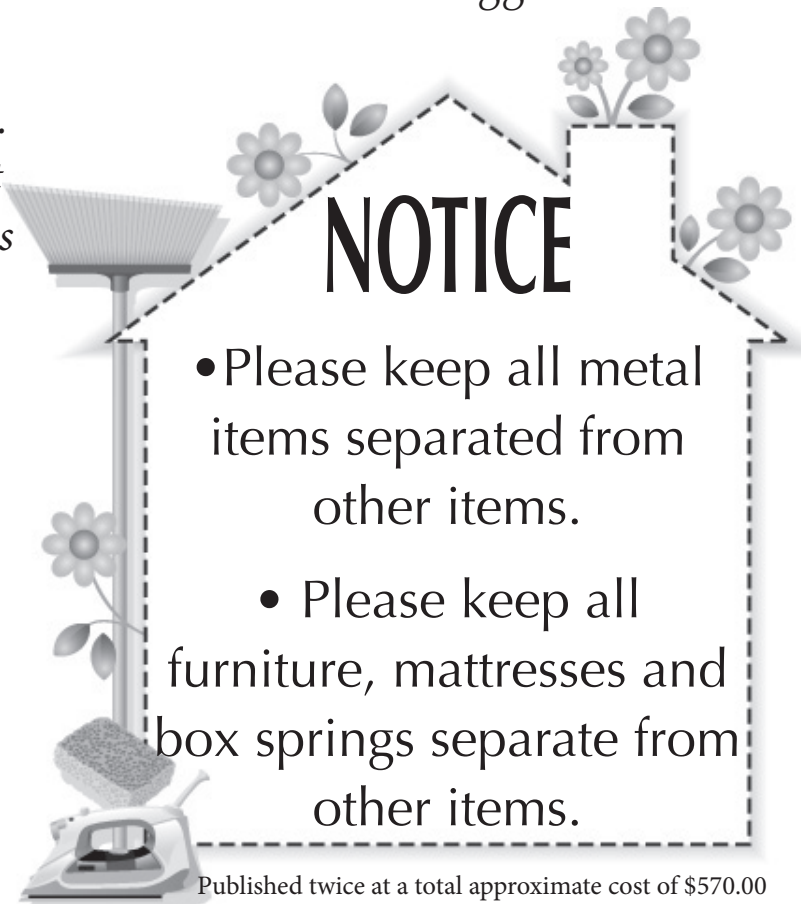 NOTICE
•Please keep all metal
items separated from
other items.
• Please keep all
furniture, mattresses and
box springs separate from
other items.
Published twice at a total approximate cost of $570.00